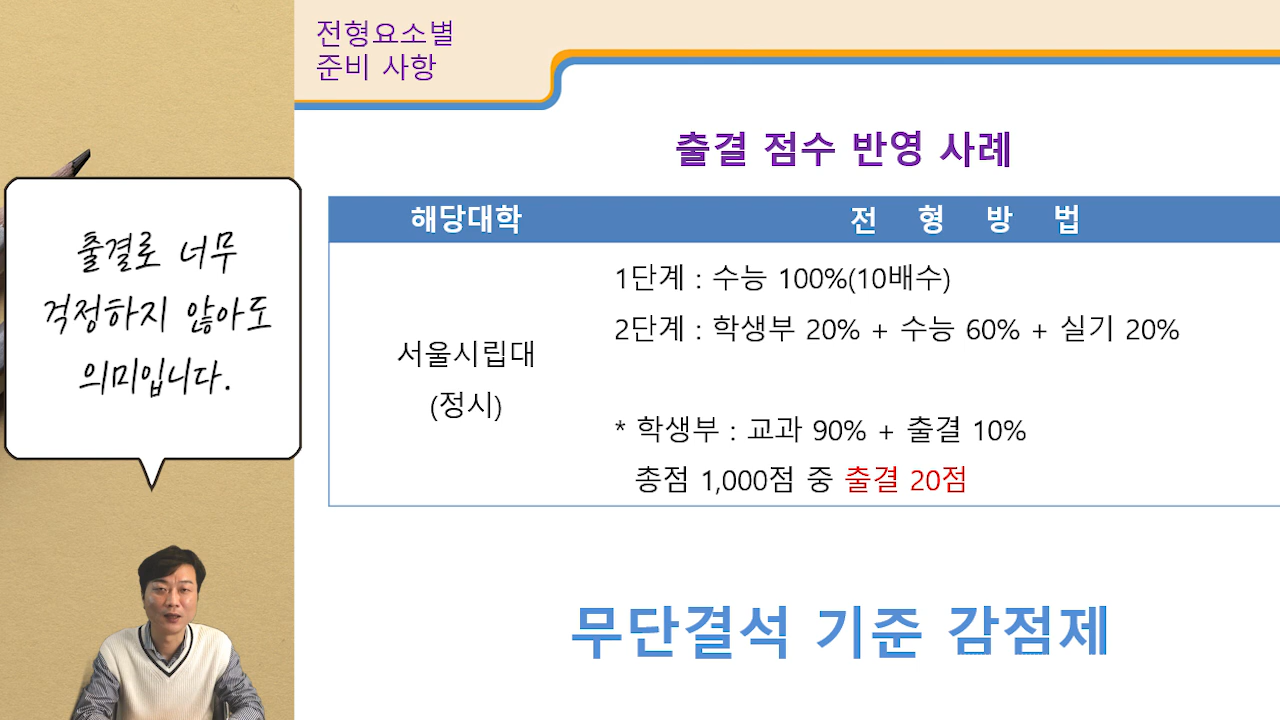 전형요소별
준비 사항
출결 점수 반영 사례
해당대학
전 형 방 법
1단계 : 수능 100%(10배수)
2단계 : 학생부 20% + 수능 60% + 실기 20%
서울시립대
(정시)
* 학생부 : 교과 90% + 출결 10%
총점 1,000점 중 출결 20점
무단결석 기준 감점제
출결로 너무
걱정하지 않아도
의미입니다.